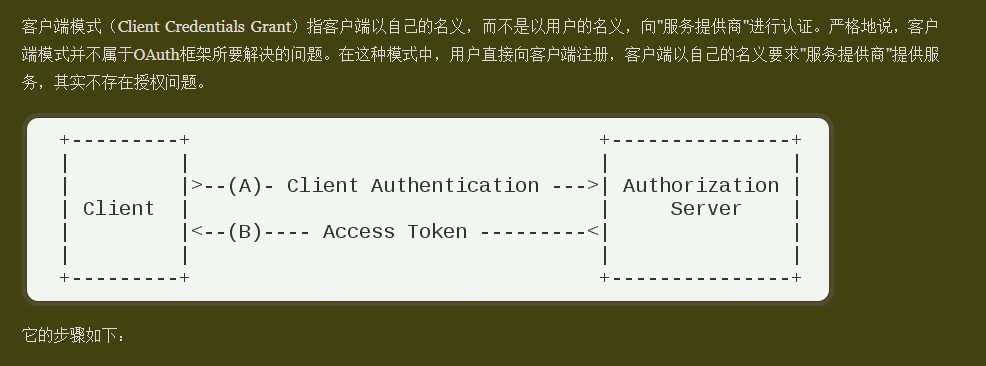 客户端模式（Client Credentials Grant）指客户端以自己的名义，而不是以用户的名义，向"服务提供商"进行认证。严格地说，客户
端模式并不属于OAuth框架所要解决的问题。在这种模式中，用户直接向客户端注册，客户端以自己的名义要求"服务提供商"提供服
务，其实不存在授权问题。
+---------+                                  +---------------+
|         |                                  |               |
|         |>--(A)- Client Authentication --->| Authorization |
| Client  |                                  |     Server    |
|         |<--(B)---- Access Token ---------<|               |
|         |                                  |               |
+---------+                                  +---------------+
它的步骤如下：